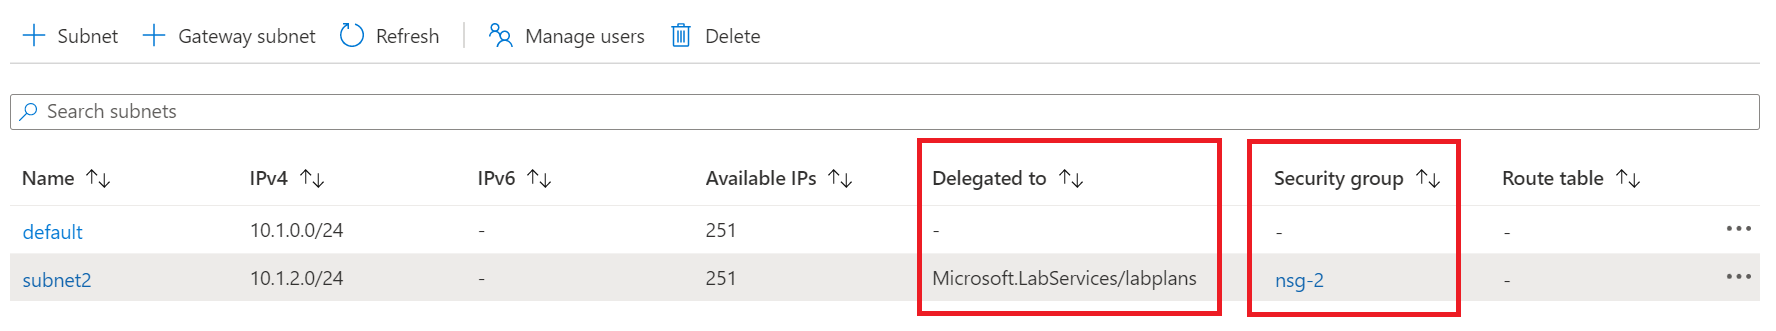 Subnet Gateway subnet Refresh Manage users Delete
Search subnets
Name IPv4 IPv6 Available IPs Delegated to Security group Route table
default 10.1.0.0/24 - 251 - - -
subnet2 10.1.2.0/24 - 251 Microsoft.LabServices/labplans nsg-2 -